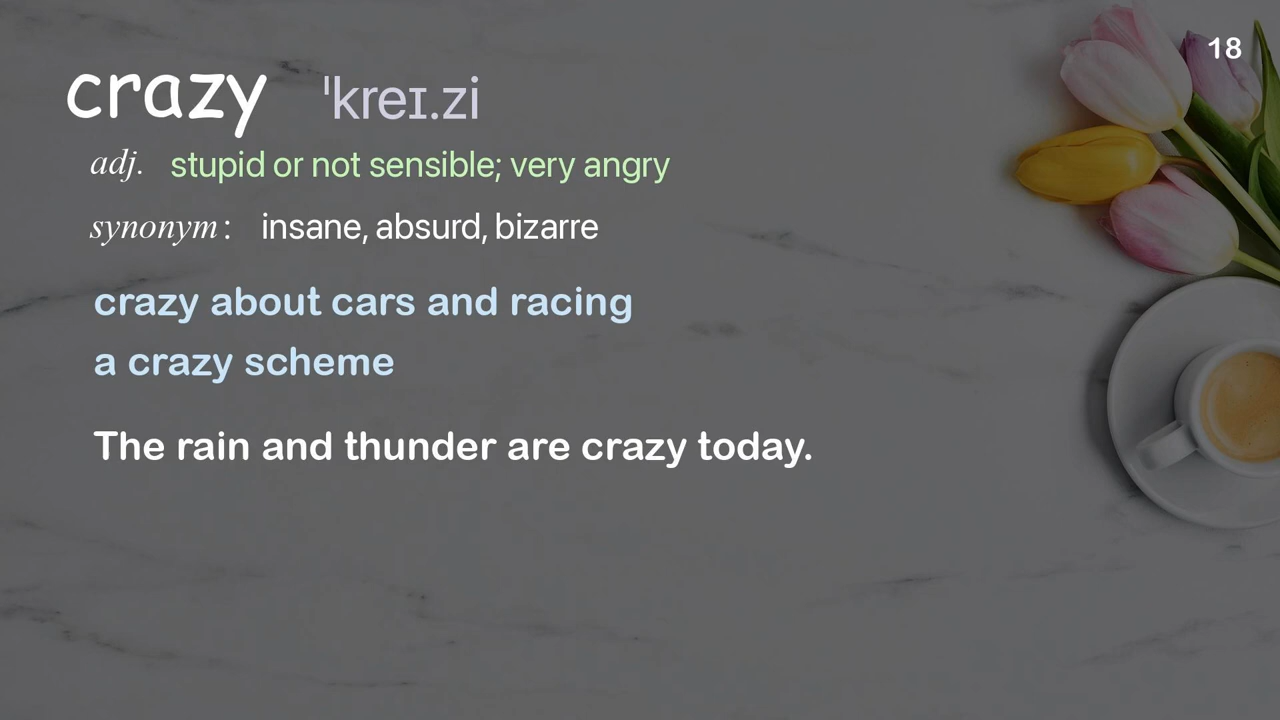 18
crazy ˈkreɪ.zi
adj. stupid or not sensible; very angry
synonym: insane, absurd, bizarre
crazy about cars and racing
a crazy scheme
The rain and thunder are crazy today.